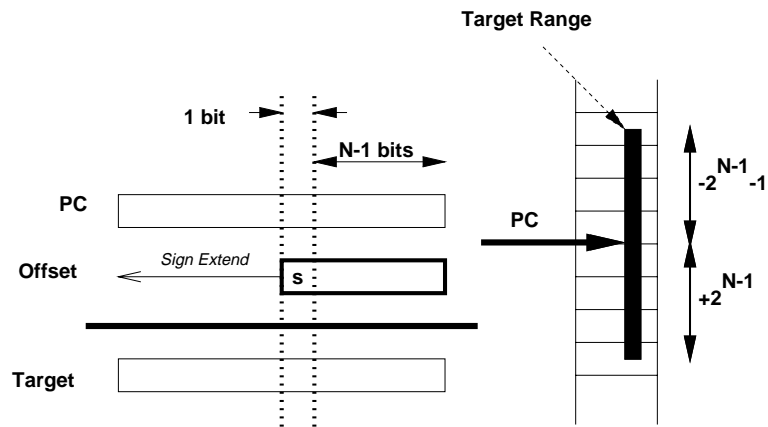 Target Range
1 bit
N-1 bits
PC
Sign Extend
Offset
s
Target
PC
-2^N-1 -1
+2^N-1